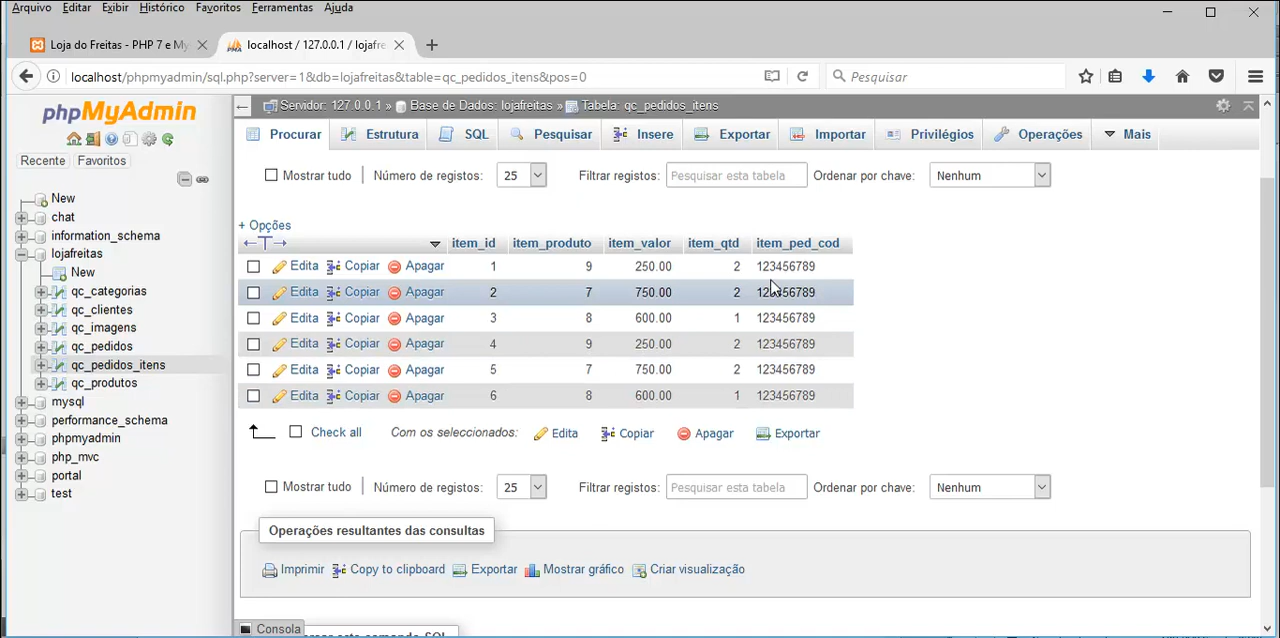 Arquivo Editar Exibir Histórico Favoritos Ferramentas Ajuda
Loja do Freitas - PHP 7 e My
localhost / 127.0.0.1 / lojafre
localhost/phpmyadmin/sql.php?server=1&db=lojafreitas&table=qc_pedidos_itens&pos=0
Pesquisar
phpMyAdmin
Recente Favoritos
New
chat
information_schema
lojafreitas
New
qc_categorias
qc_clientes
qc_imagens
qc_pedidos
qc_pedidos_itens
qc_produtos
mysql
performance_schema
phpmyadmin
php_mvc
portal
test
Servidor: 127.0.0.1 » Base de Dados: lojafreitas » Tabela: qc_pedidos_itens
Procurar Estrutura SQL Pesquisar Insere Exportar Importar Privilégios Operações Mais
Mostrar tudo Número de registos: 25 Filtrar registos: Pesquisar esta tabela Ordenar por chave: Nenhum
+ Opções
item_id item_produto item_valor item_qtd item_ped_cod
Edita Copiar Apagar 1 9 250.00 2 123456789
Edita Copiar Apagar 2 7 750.00 2 123456789
Edita Copiar Apagar 3 8 600.00 1 123456789
Edita Copiar Apagar 4 9 250.00 2 123456789
Edita Copiar Apagar 5 7 750.00 2 123456789
Edita Copiar Apagar 6 8 600.00 1 123456789
Check all Com os seleccionados: Edita Copiar Apagar Exportar
Mostrar tudo Número de registos: 25 Filtrar registos: Pesquisar esta tabela Ordenar por chave: Nenhum
Operações resultantes das consultas
Imprimir Copy to clipboard Exportar Mostrar gráfico Criar visualização
Consola